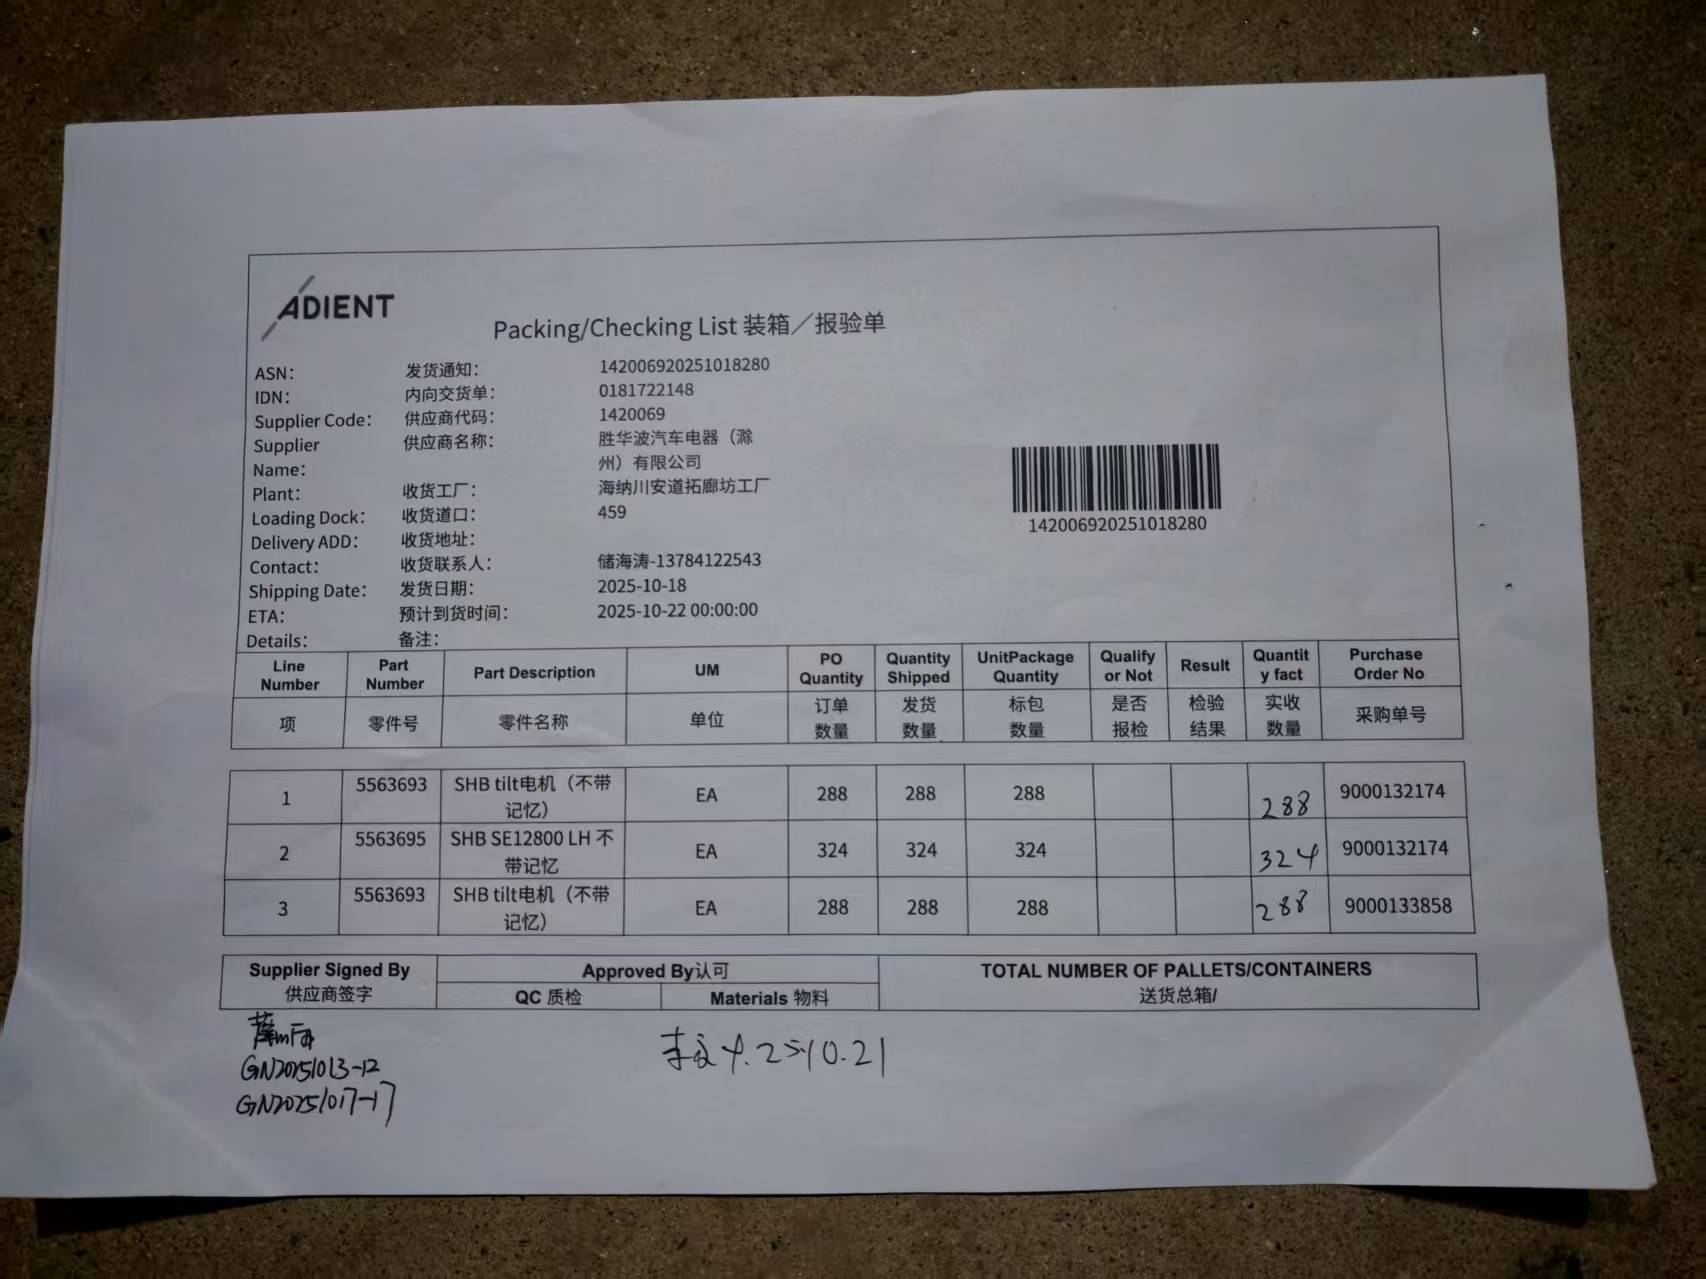 ADIENT
Packing/Checking List 装箱／报验单
ASN: 发货通知: 142006920251018280
IDN: 内向交货单: 0181722148
Supplier Code: 供应商代码: 1420069
Supplier 供应商名称: 胜华波汽车电器（滁
Name: 州）有限公司
Plant: 收货工厂: 海纳川安道拓廊坊工厂
Loading Dock: 收货道口: 459
Delivery ADD: 收货地址:
Contact: 收货联系人: 储海涛-13784122543
Shipping Date: 发货日期: 2025-10-18
ETA: 预计到货时间: 2025-10-22 00:00:00
Details: 备注:
142006920251018280
Line Number Part Number Part Description UM PO Quantity Quantity Shipped UnitPackage Quantity Qualify or Not Result Quantit y fact Purchase Order No
项 零件号 零件名称 单位 订单数量 发货数量 标包数量 是否报检 检验结果 实收数量 采购单号
1 5563693 SHB tilt电机（不带记忆） EA 288 288 288 288 9000132174
2 5563695 SHB SE12800 LH 不带记忆 EA 324 324 324 324 9000132174
3 5563693 SHB tilt电机（不带记忆） EA 288 288 288 288 9000133858
Supplier Signed By Approved By认可 TOTAL NUMBER OF PALLETS/CONTAINERS
供应商签字 QC 质检 Materials 物料 送货总箱/
GN20251013-12
GN20251017-17
10.21